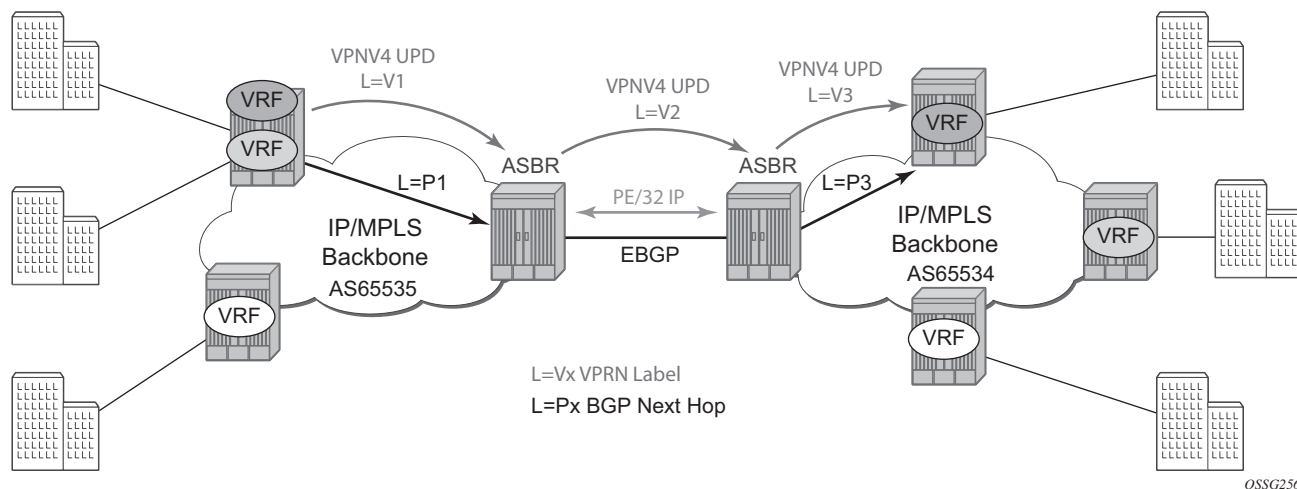 VPNV4 UPD
L=V1
VPNV4 UPD
L=V2
VPNV4 UPD
L=V3
VRF
VRF
VRF
ASBR
ASBR
L=P1
PE/32 IP
L=P3
IP/MPLS
Backbone
AS65535
EBGP
IP/MPLS
Backbone
AS65534
VRF
VRF
VRF
L=Vx VPRN Label
L=Px BGP Next Hop
OSSG256